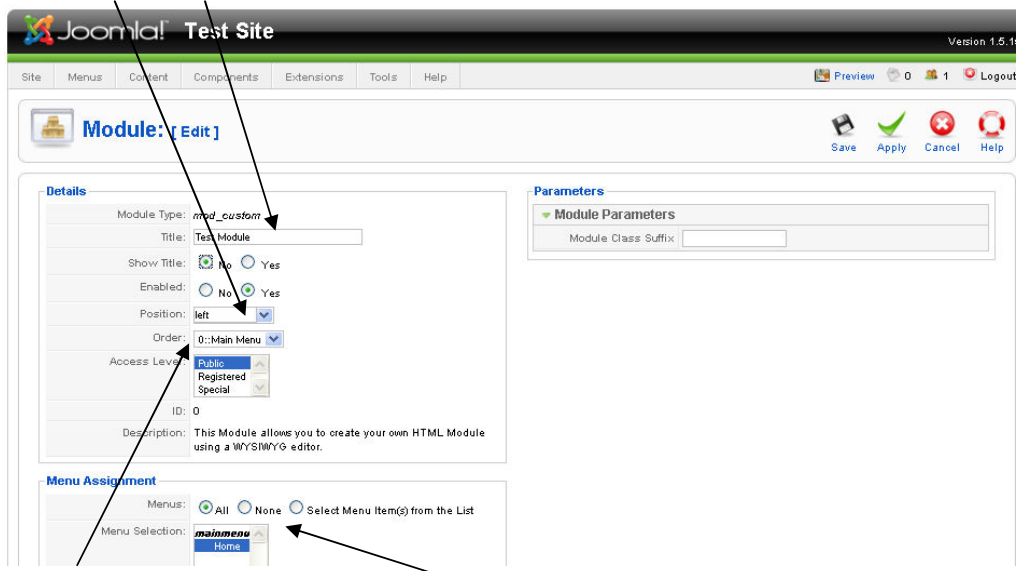 Joomla! Test Site
Version 1.5.1
Site Menus Content Components Extensions Tools Help Preview 0 1 Logout
Module: [ Edit ]
Save Apply Cancel Help
Details
Module Type: mod_custom
Title: Test Module
Show Title: No Yes
Enabled: No Yes
Position: left
Order: 0::Main Menu
Access Level: Public
Registered
Special
ID: 0
Description: This Module allows you to create your own HTML Module
using a WYSIWYG editor.
Parameters
Module Parameters
Module Class Suffix
Menu Assignment
Menus: All None Select Menu Item(s) from the List
Menu Selection: mainmenu
Home